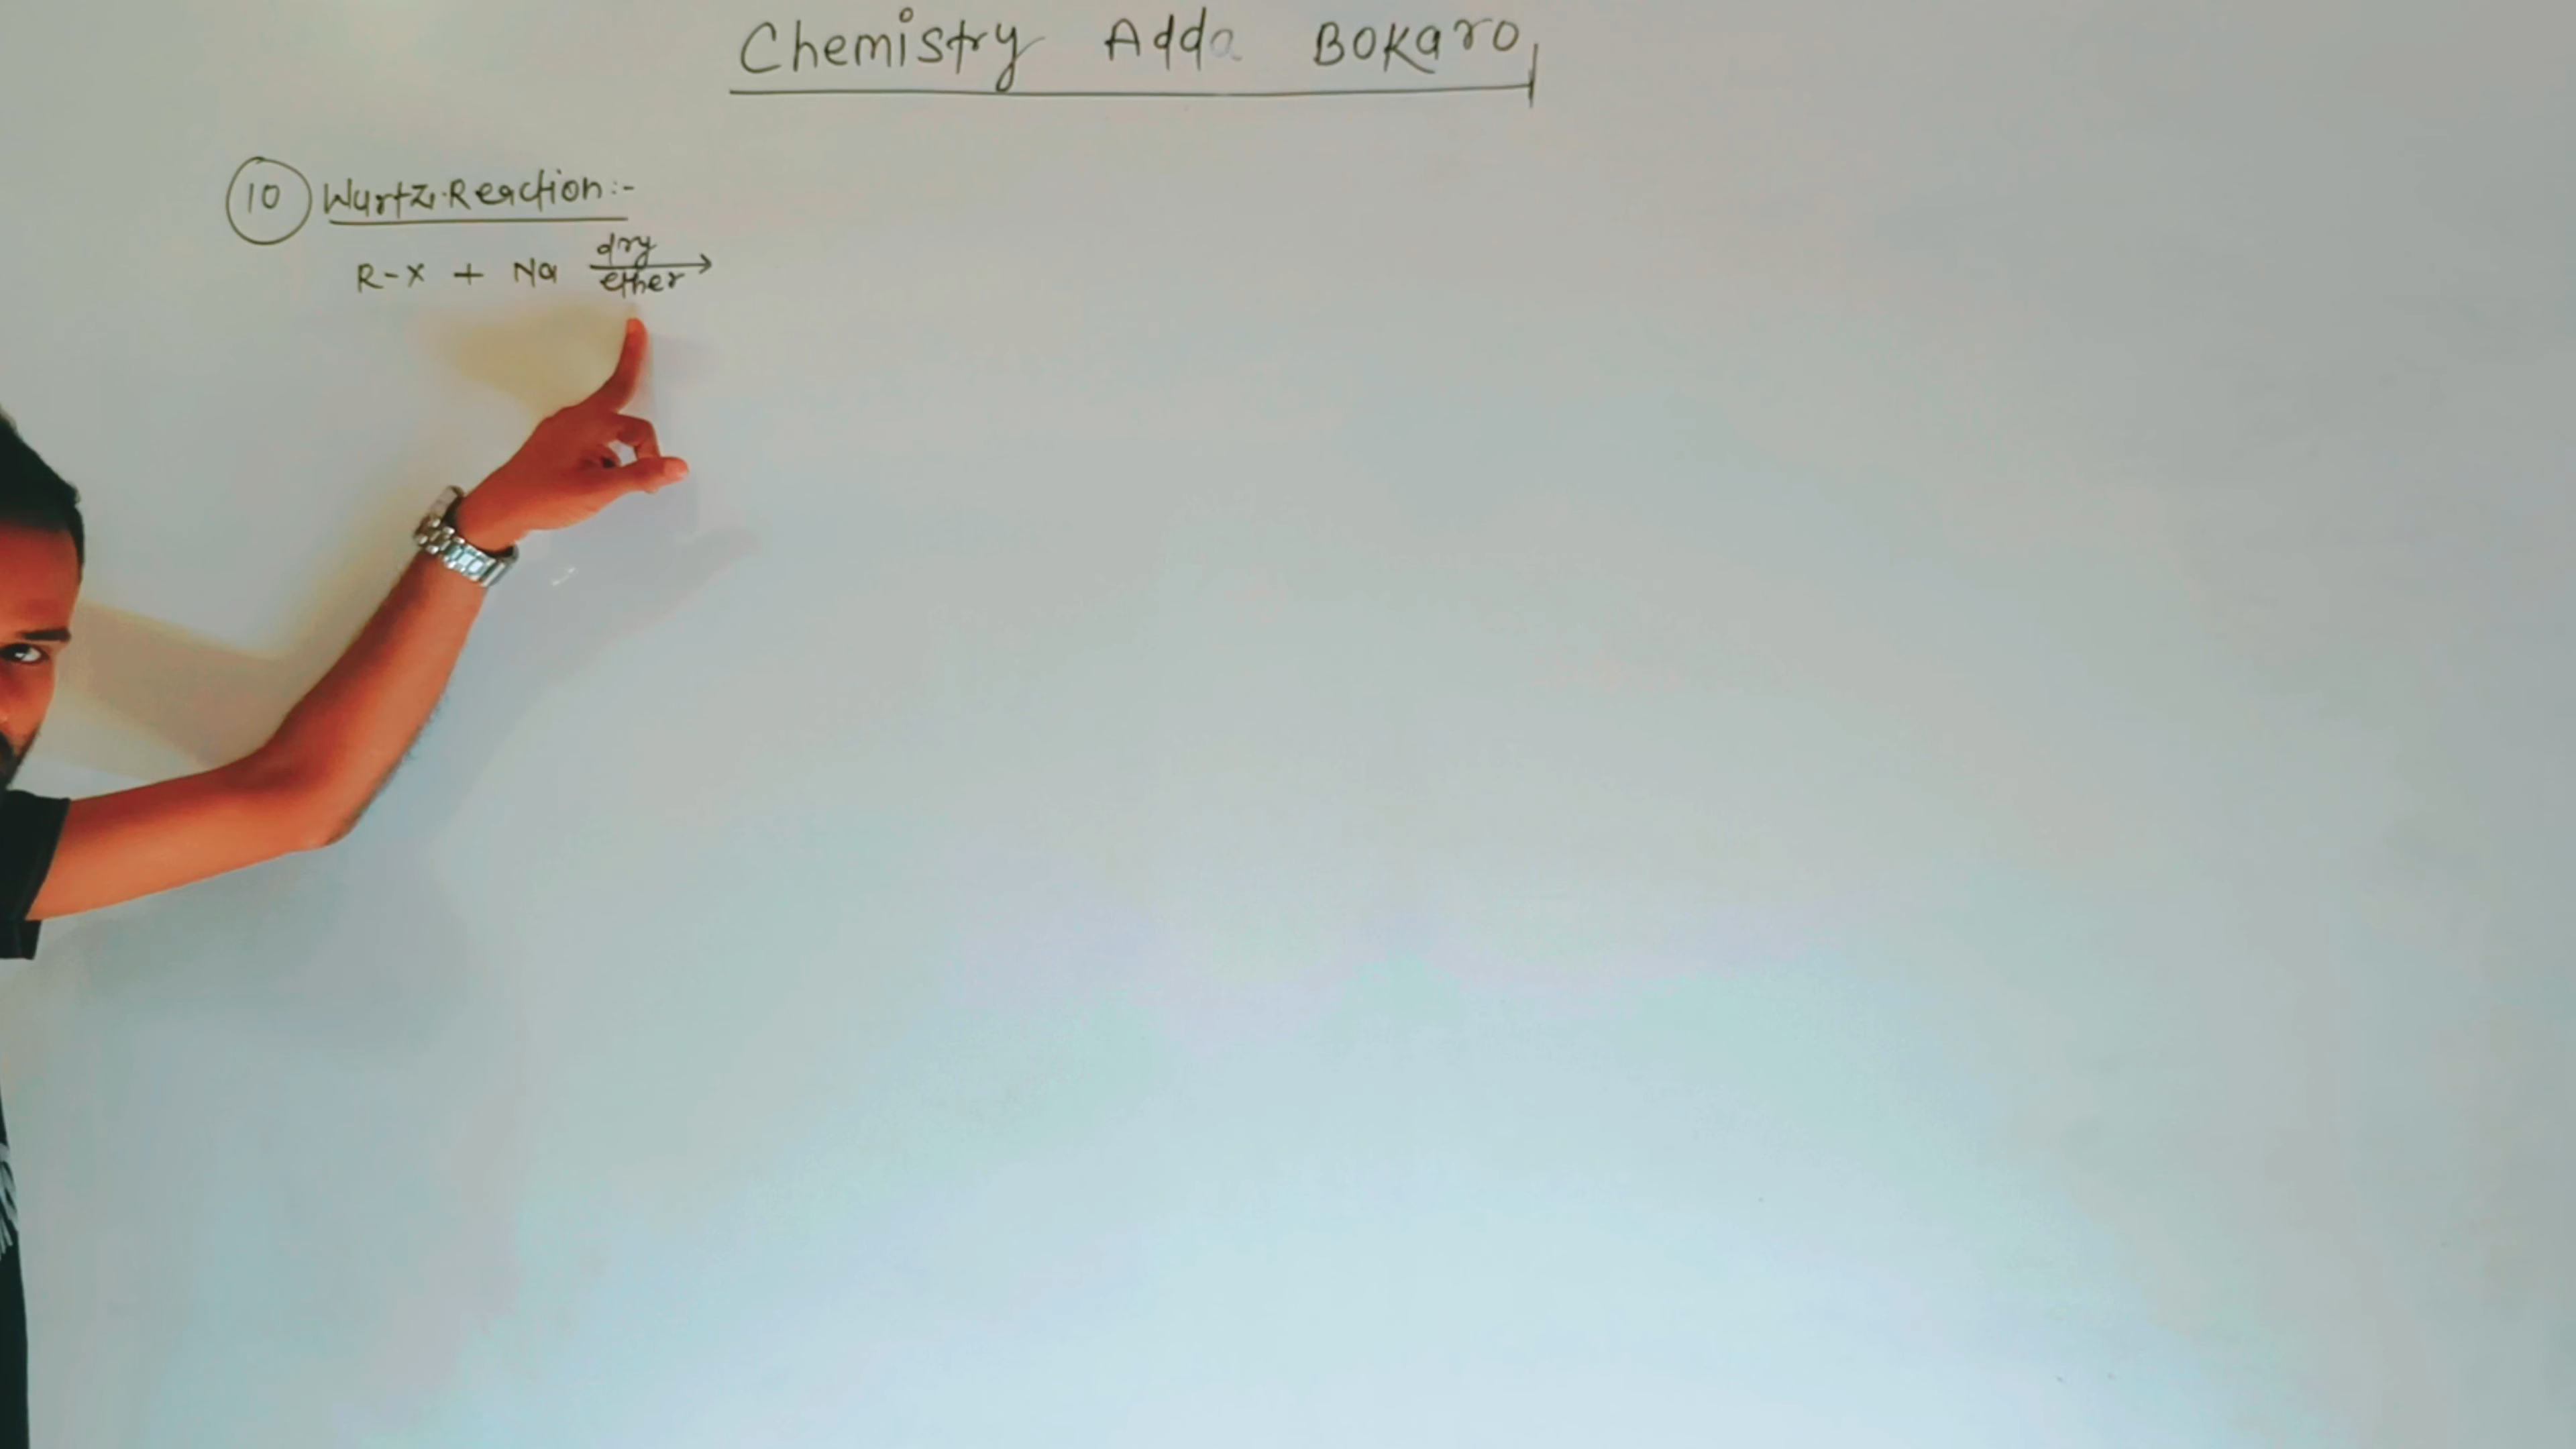 Chemistry Adda Bokaro
10 Wurtz Reaction:-
R-X + Na dry ether →